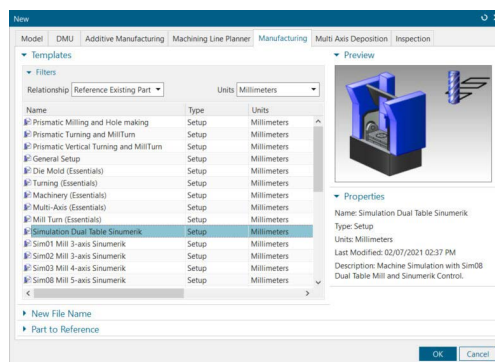 New
Model DMU Additive Manufacturing Machining Line Planner Manufacturing Multi Axis Deposition Inspection
Templates
Filters
Relationship Reference Existing Part Units Millimeters
Name Type Units
Prismatic Milling and Hole making Setup Millimeters
Prismatic Turning and MillTurn Setup Millimeters
Prismatic Vertical Turning and MillTurn Setup Millimeters
General Setup Setup Millimeters
Die Mold (Essentials) Setup Millimeters
Turning (Essentials) Setup Millimeters
Machinery (Essentials) Setup Millimeters
Multi-Axis (Essentials) Setup Millimeters
Mill Turn (Essentials) Setup Millimeters
Simulation Dual Table Sinumerik Setup Millimeters
Sim01 Mill 3-axis Sinumerik Setup Millimeters
Sim02 Mill 3-axis Sinumerik Setup Millimeters
Sim03 Mill 4-axis Sinumerik Setup Millimeters
Sim08 Mill 5-axis Sinumerik Setup Millimeters
New File Name
Part to Reference
Preview
Properties
Name: Simulation Dual Table Sinumerik
Type: Setup
Units: Millimeters
Last Modified: 02/07/2021 02:37 PM
Description: Machine Simulation with Sim08
Dual Table Mill and Sinumerik Control.
OK Cancel